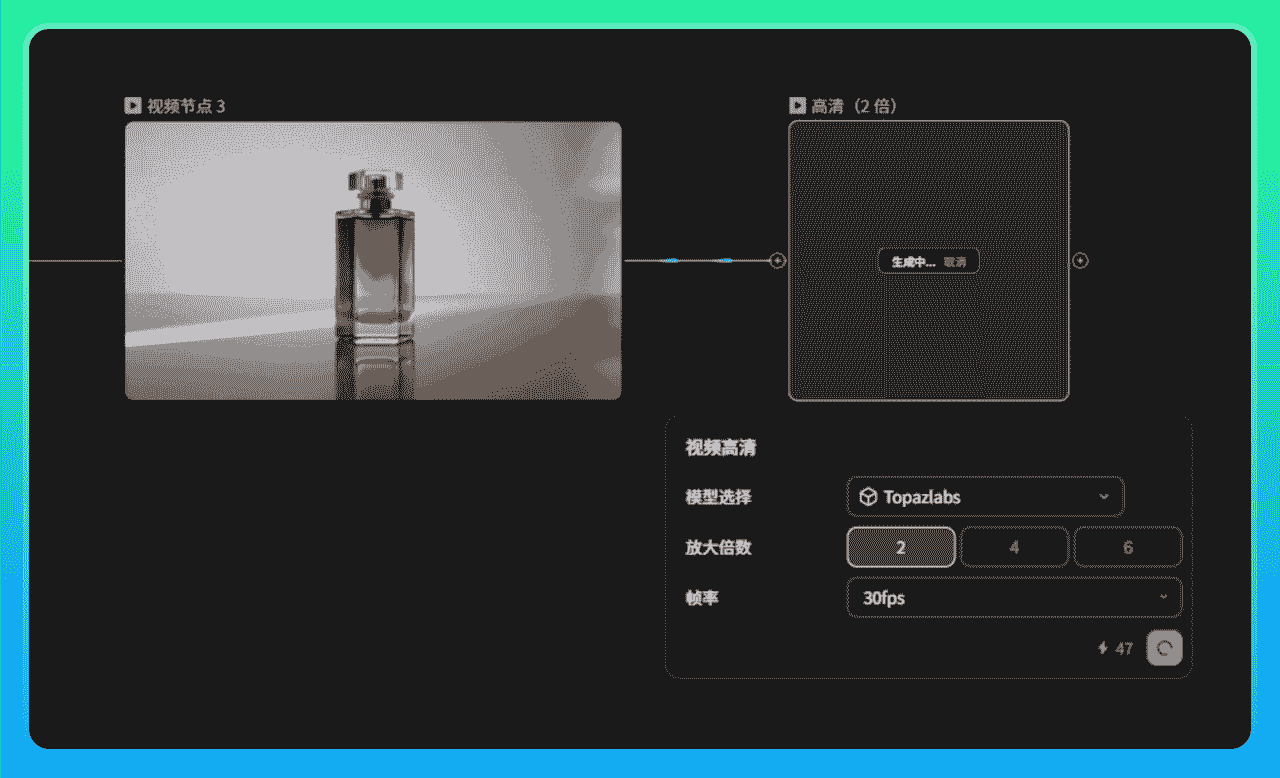 视频节点 3
高清（2 倍）
生成中... 取消
视频高清
模型选择
Topazlabs
放大倍数
2
4
6
帧率
30fps
47